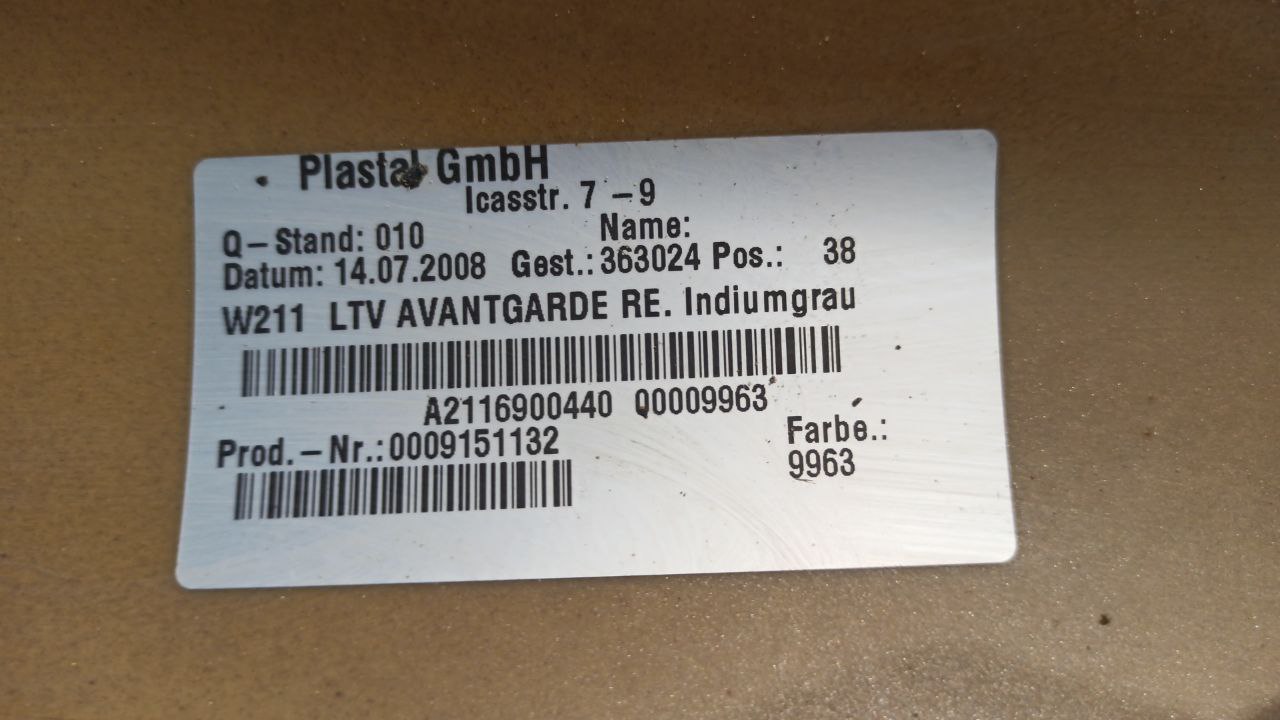 Plastal GmbH
Icasstr. 7 -9
Q-Stand: 010 Name:
Datum: 14.07.2008 Gest.: 363024 Pos.: 38
W211 LTV AVANTGARDE RE. Indiumgrau
A2116900440 Q0009963
Prod.-Nr.:0009151132 Farbe.:
9963